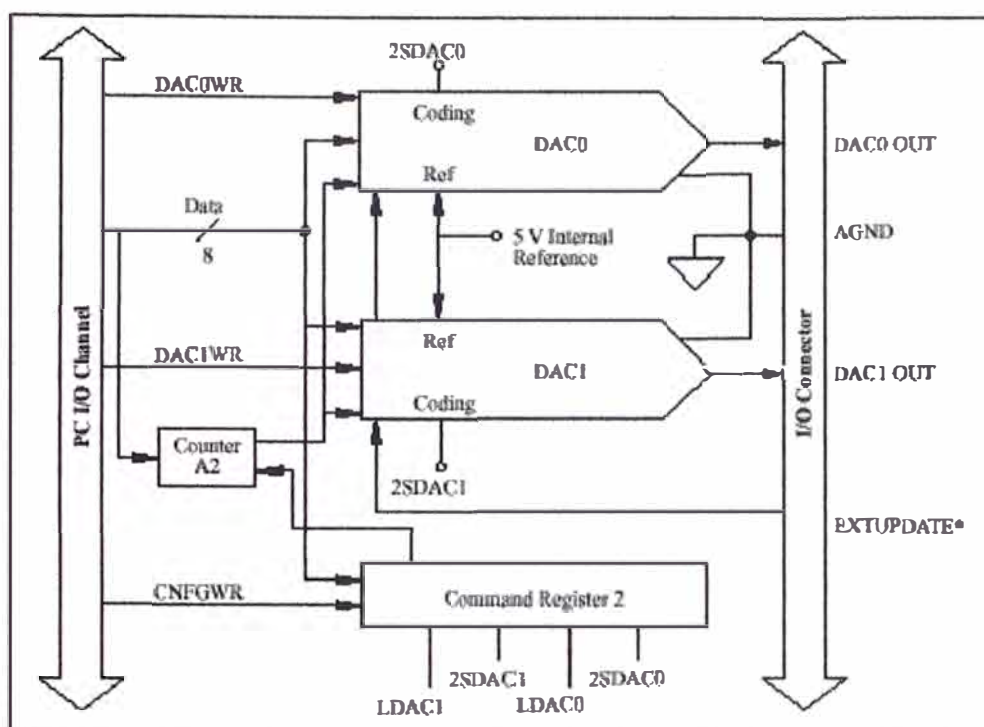 2SDAC0
DAC0WR
Coding
DAC0
DAC0 OUT
Ref
Data
8
5 V Internal
Reference
AGND
PC I/O Channel
I/O Connector
Ref
DAC1WR
DAC1
DAC1 OUT
Coding
Counter
A2
2SDAC1
EXTUPDATE*
CNFGWR
Command Register 2
LDAC1
2SDAC1
LDAC0
2SDAC0